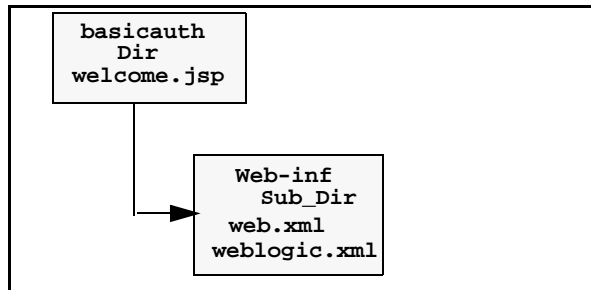 basicauth
Dir
welcome.jsp
Web-inf
Sub_Dir
web.xml
weblogic.xml